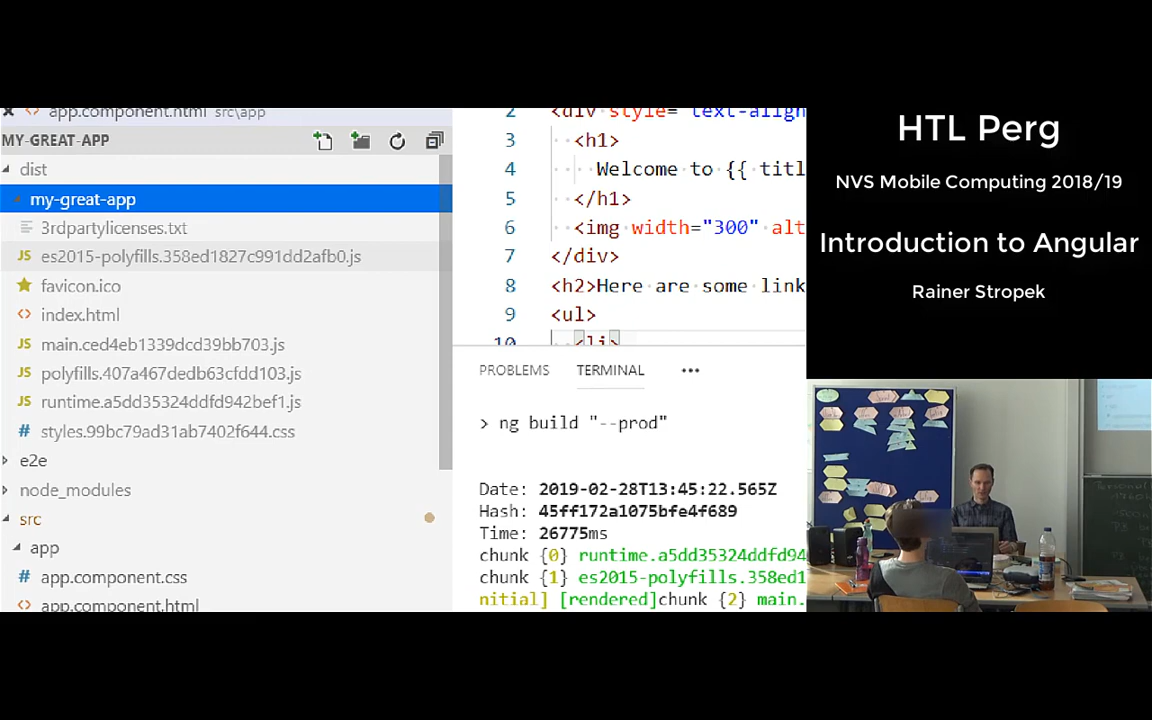 app.component.html src\app
MY-GREAT-APP
dist
my-great-app
3rdpartylicenses.txt
JS es2015-polyfills.358ed1827c991dd2afb0.js
favicon.ico
<> index.html
JS main.ced4eb1339dcd39bb703.js
JS polyfills.407a467dedb63cfdd103.js
JS runtime.a5dd35324ddfd942bef1.js
# styles.99bc79ad31ab7402f644.css
e2e
node_modules
src
app
# app.component.css
<> app.component.html
2 <div style="text-align
3 <h1>
4 Welcome to {{ titl
5 </h1>
6 <img width="300" alt
7 </div>
8 <h2>Here are some link
9 <ul>
10 <li>
PROBLEMS TERMINAL •••
> ng build "--prod"
Date: 2019-02-28T13:45:22.565Z
Hash: 45ff172a1075bfe4f689
Time: 26775ms
chunk {0} runtime.a5dd35324ddfd94
chunk {1} es2015-polyfills.358ed1
nitial] [rendered]chunk {2} main.
HTL Perg
NVS Mobile Computing 2018/19
Introduction to Angular
Rainer Stropek